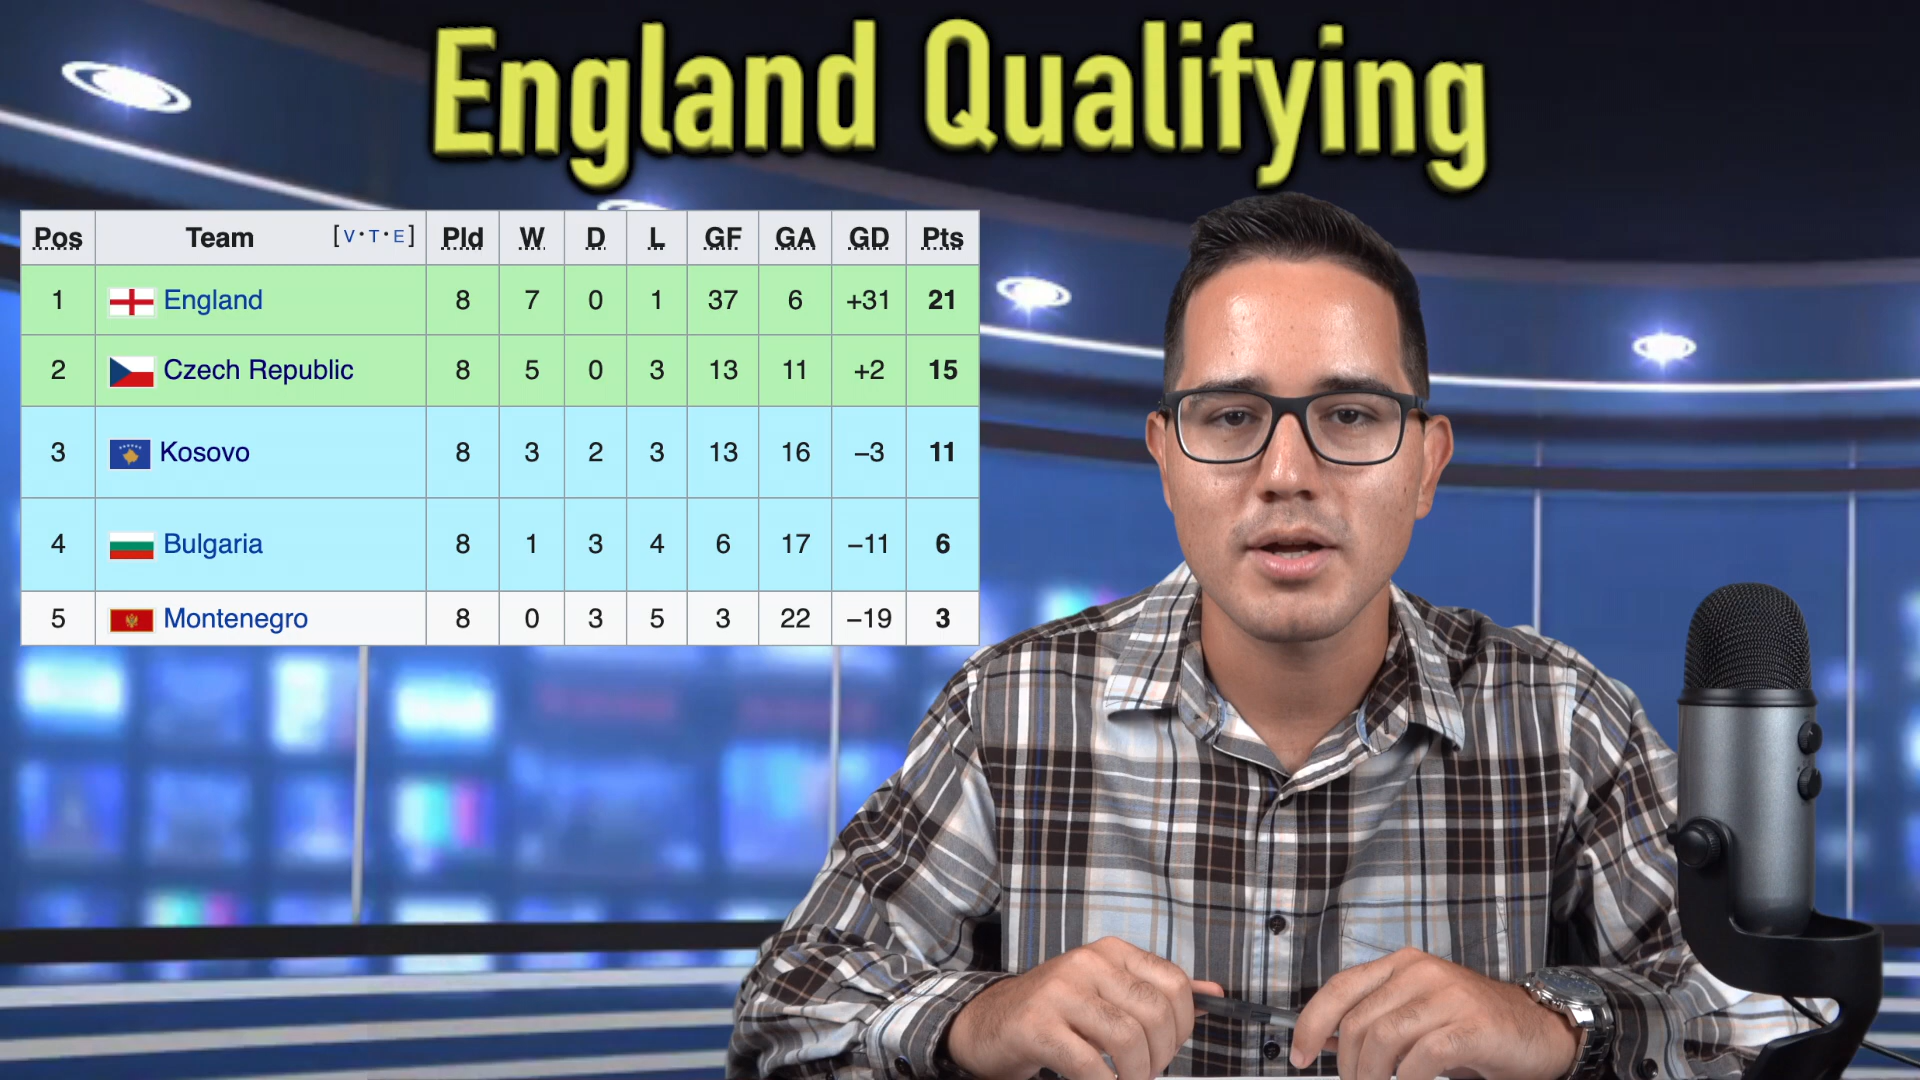 England Qualifying
Pos Team [V·T·E] Pld W D L GF GA GD Pts
1 England 8 7 0 1 37 6 +31 21
2 Czech Republic 8 5 0 3 13 11 +2 15
3 Kosovo 8 3 2 3 13 16 −3 11
4 Bulgaria 8 1 3 4 6 17 −11 6
5 Montenegro 8 0 3 5 3 22 −19 3